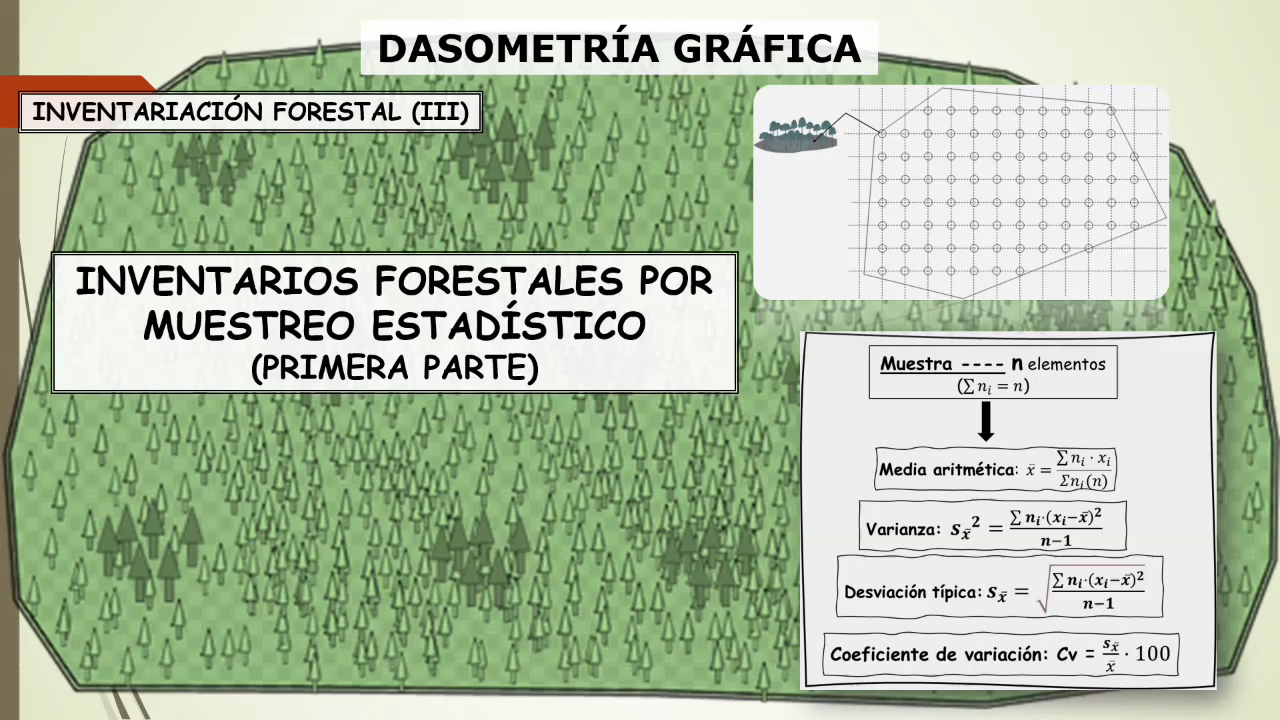 DASOMETRÍA GRÁFICA
INVENTARIACIÓN FORESTAL (III)
INVENTARIOS FORESTALES POR
MUESTREO ESTADÍSTICO
(PRIMERA PARTE)
Muestra ---- n elementos
(∑ nᵢ = n)
Media aritmética: x̄ = ∑ nᵢ · xᵢ / Σnᵢ(n)
Varianza: s_x̄² = ∑ nᵢ·(xᵢ−x̄)² / n−1
Desviación típica: s_x̄ = √(∑ nᵢ·(xᵢ−x̄)² / n−1)
Coeficiente de variación: Cv = s_x̄ / x̄ · 100